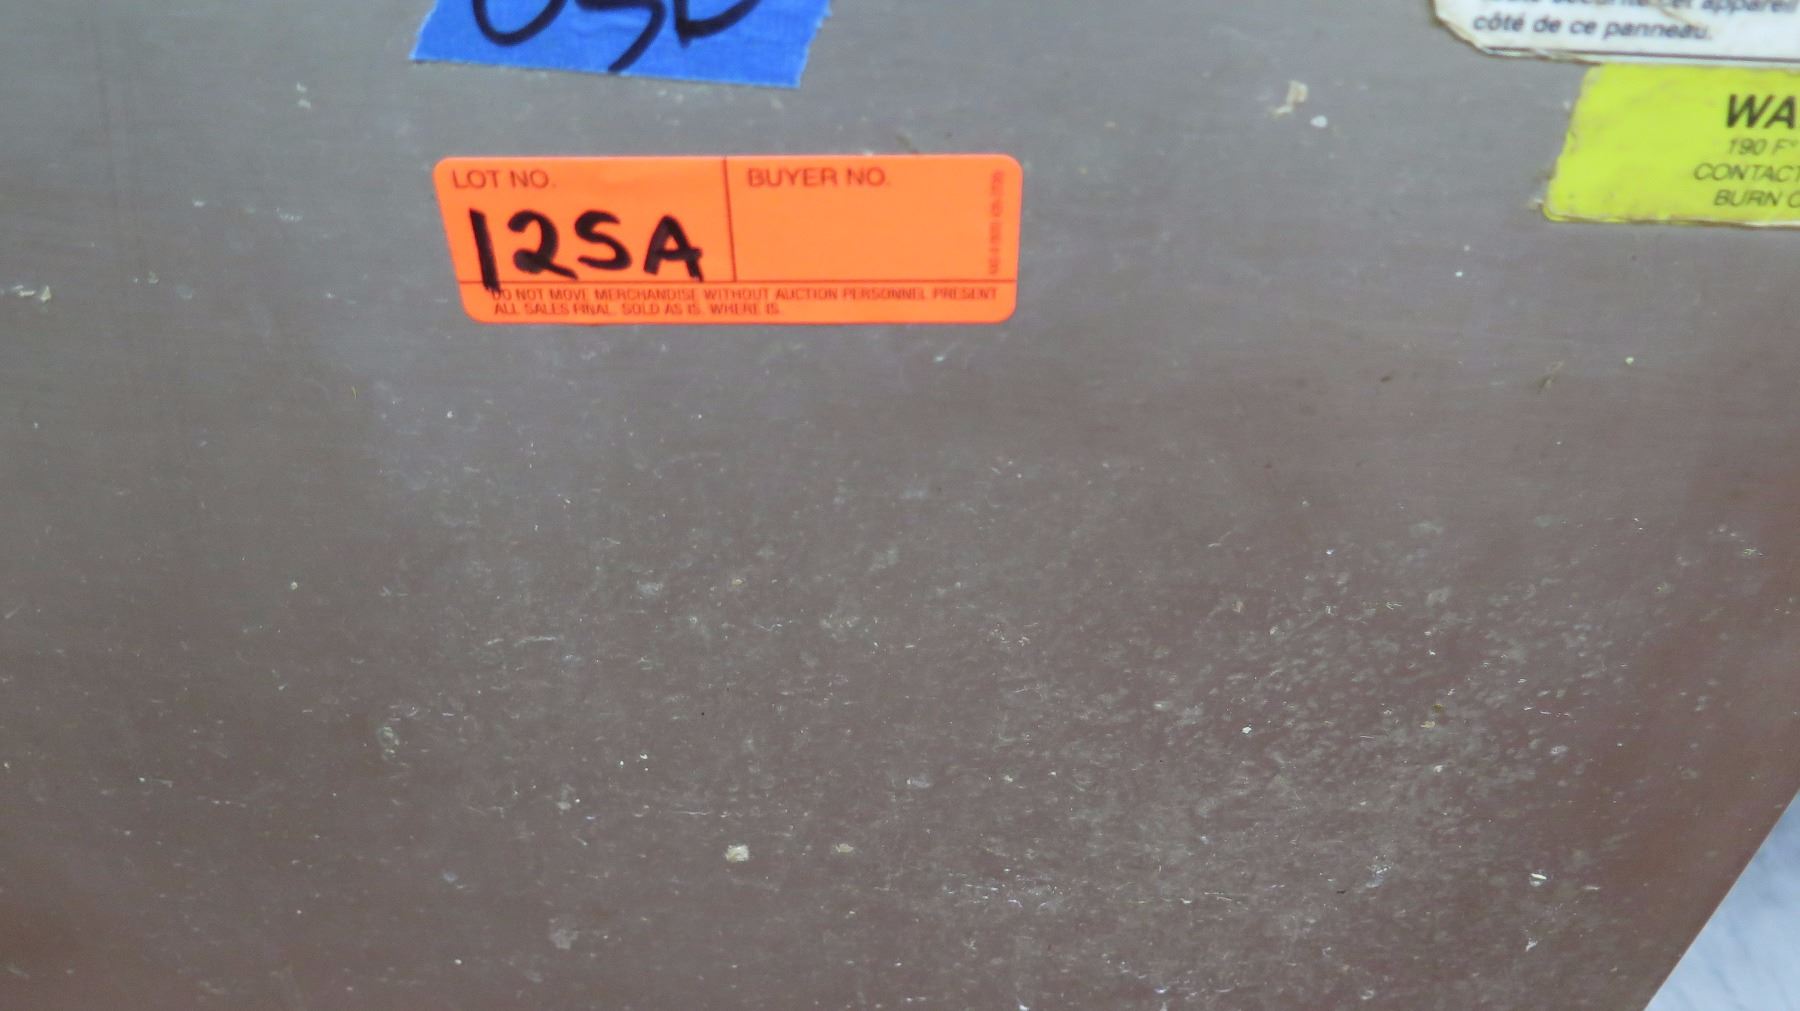 côté de ce panneau.
WA
190 F°
CONTACT
BURN
LOT NO. BUYER NO.
125A
DO NOT MOVE MERCHANDISE WITHOUT AUCTION PERSONNEL PRESENT
ALL SALES FINAL. SOLD AS IS, WHERE IS.